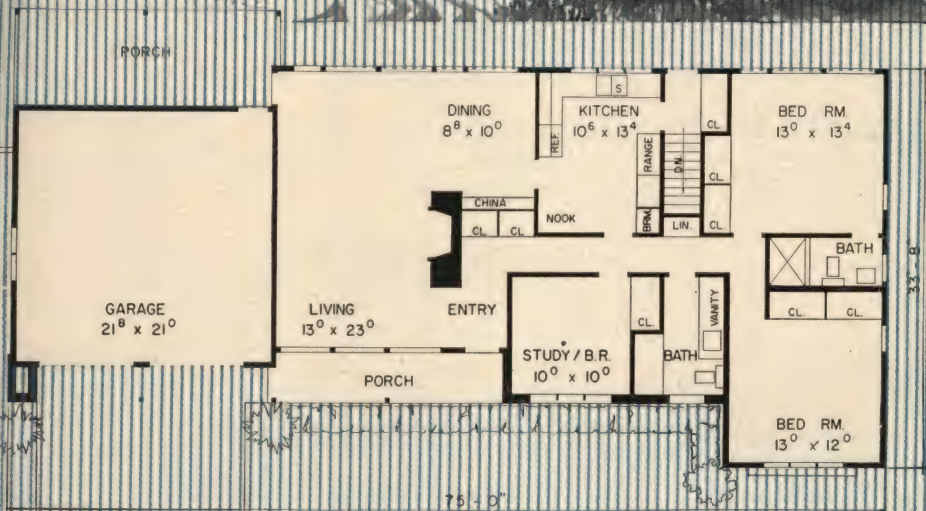 PORCH
DINING
8⁸ x 10⁰
S
KITCHEN
10⁶ x 13⁴
REF.
RANGE
DN.
CL.
CL.
CL.
BED RM.
13⁰ x 13⁴
CHINA
CL.
CL.
NOOK
BRM.
LIN.
BATH
33'-8"
GARAGE
21⁸ x 21⁰
LIVING
13⁰ x 23⁰
ENTRY
CL.
VANITY
CL.
CL.
STUDY / B.R.
10⁰ x 10⁰
BATH
PORCH
BED RM.
13⁰ x 12⁰
75'-0"